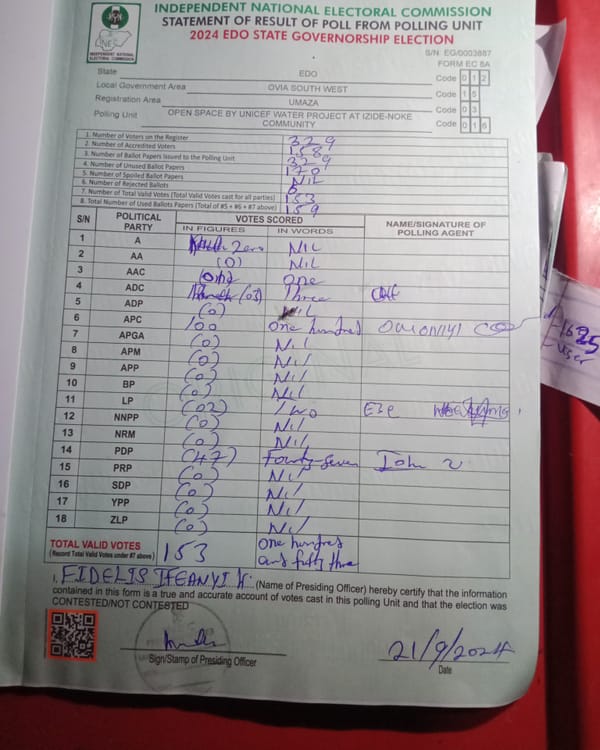 INDEPENDENT NATIONAL ELECTORAL COMMISSION
STATEMENT OF RESULT OF POLL FROM POLLING UNIT
2024 EDO STATE GOVERNORSHIP ELECTION
INEC
INDEPENDENT NATIONAL
ELECTORAL COMMISSION
S/N: EG/0003887
FORM EC 8A
State EDO Code 0 1 2
Local Government Area OVIA SOUTH WEST Code 1 5
Registration Area UMAZA Code 0 3
Polling Unit OPEN SPACE BY UNICEF WATER PROJECT AT IZIDE-NOKE COMMUNITY Code 0 1 6
1. Number of Voters on the Register 329
2. Number of Accredited Voters 158
3. Number of Ballot Papers Issued to the Polling Unit 329
4. Number of Unused Ballot Papers 170
5. Number of Spoiled Ballot Papers NIL
6. Number of Rejected Ballots 6
7. Number of Total Valid Votes (Total Valid Votes cast for all parties) 153
8. Total Number of Used Ballots Papers (Total of #5 + #6 + #7 above) 159
S/N POLITICAL PARTY VOTES SCORED NAME/SIGNATURE OF POLLING AGENT
IN FIGURES IN WORDS
1 A Zero NIL
2 AA (0) NIL
3 AAC one
4 ADC (03) Three
5 ADP (0) NIL
6 APC 100 One hundred
7 APGA (0) Nil
8 APM (0) Nil
9 APP (0) Nil
10 BP (0) Nil
11 LP (02) Two
12 NNPP (0) Nil
13 NRM (0) Nil
14 PDP (47) Fourty-seven John
15 PRP (0) Nil
16 SDP (0) Nil
17 YPP (0) Nil
18 ZLP (0) Nil
TOTAL VALID VOTES 153 One hundred
(Record Total Valid Votes under #7 above) and fifty three
I, FIDELIS IFEANYI (Name of Presiding Officer) hereby certify that the information
contained in this form is a true and accurate account of votes cast in this polling Unit and that the election was
CONTESTED/NOT CONTESTED
Sign/Stamp of Presiding Officer
21/9/2024
Date